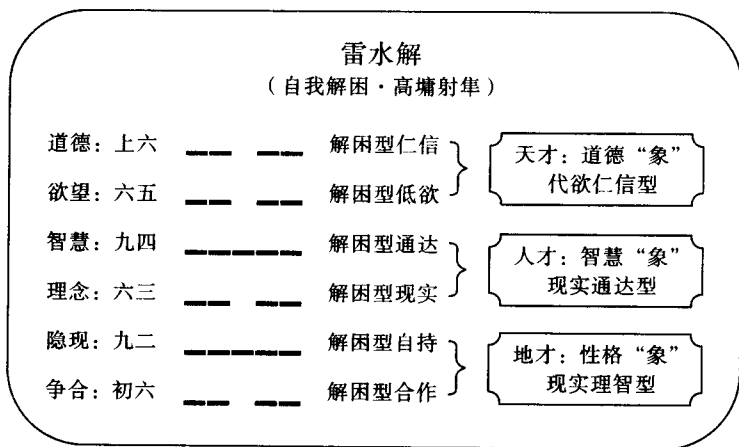 雷水解
（自我解困·高墉射隼）
道德：上六 解困型仁信
欲望：六五 解困型低欲
天才：道德“象”
代欲仁信型
智慧：九四 解困型通达
理念：六三 解困型现实
人才：智慧“象”
现实通达型
隐现：九二 解困型自持
争合：初六 解困型合作
地才：性格“象”
现实理智型